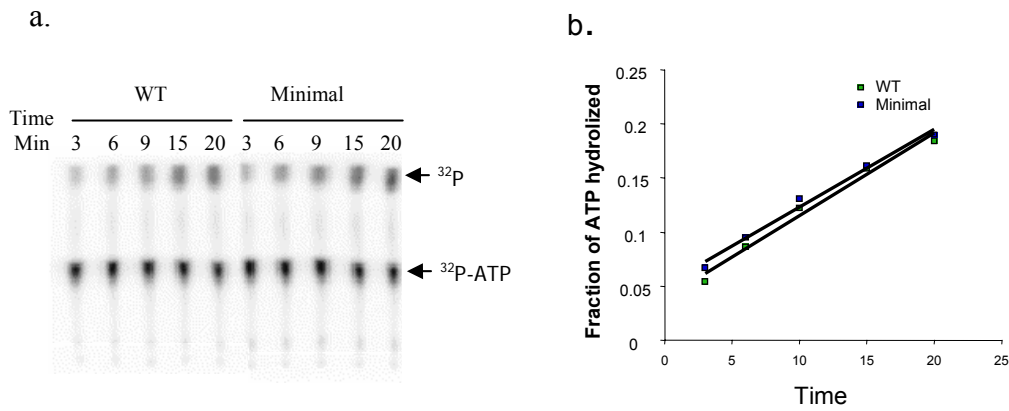 a.
WT Minimal
Time
Min 3 6 9 15 20 3 6 9 15 20
³²P
³²P-ATP
b.
0.25
0.2
0.15
0.1
0.05
0
Fraction of ATP hydrolized
WT
Minimal
0 5 10 15 20 25
Time